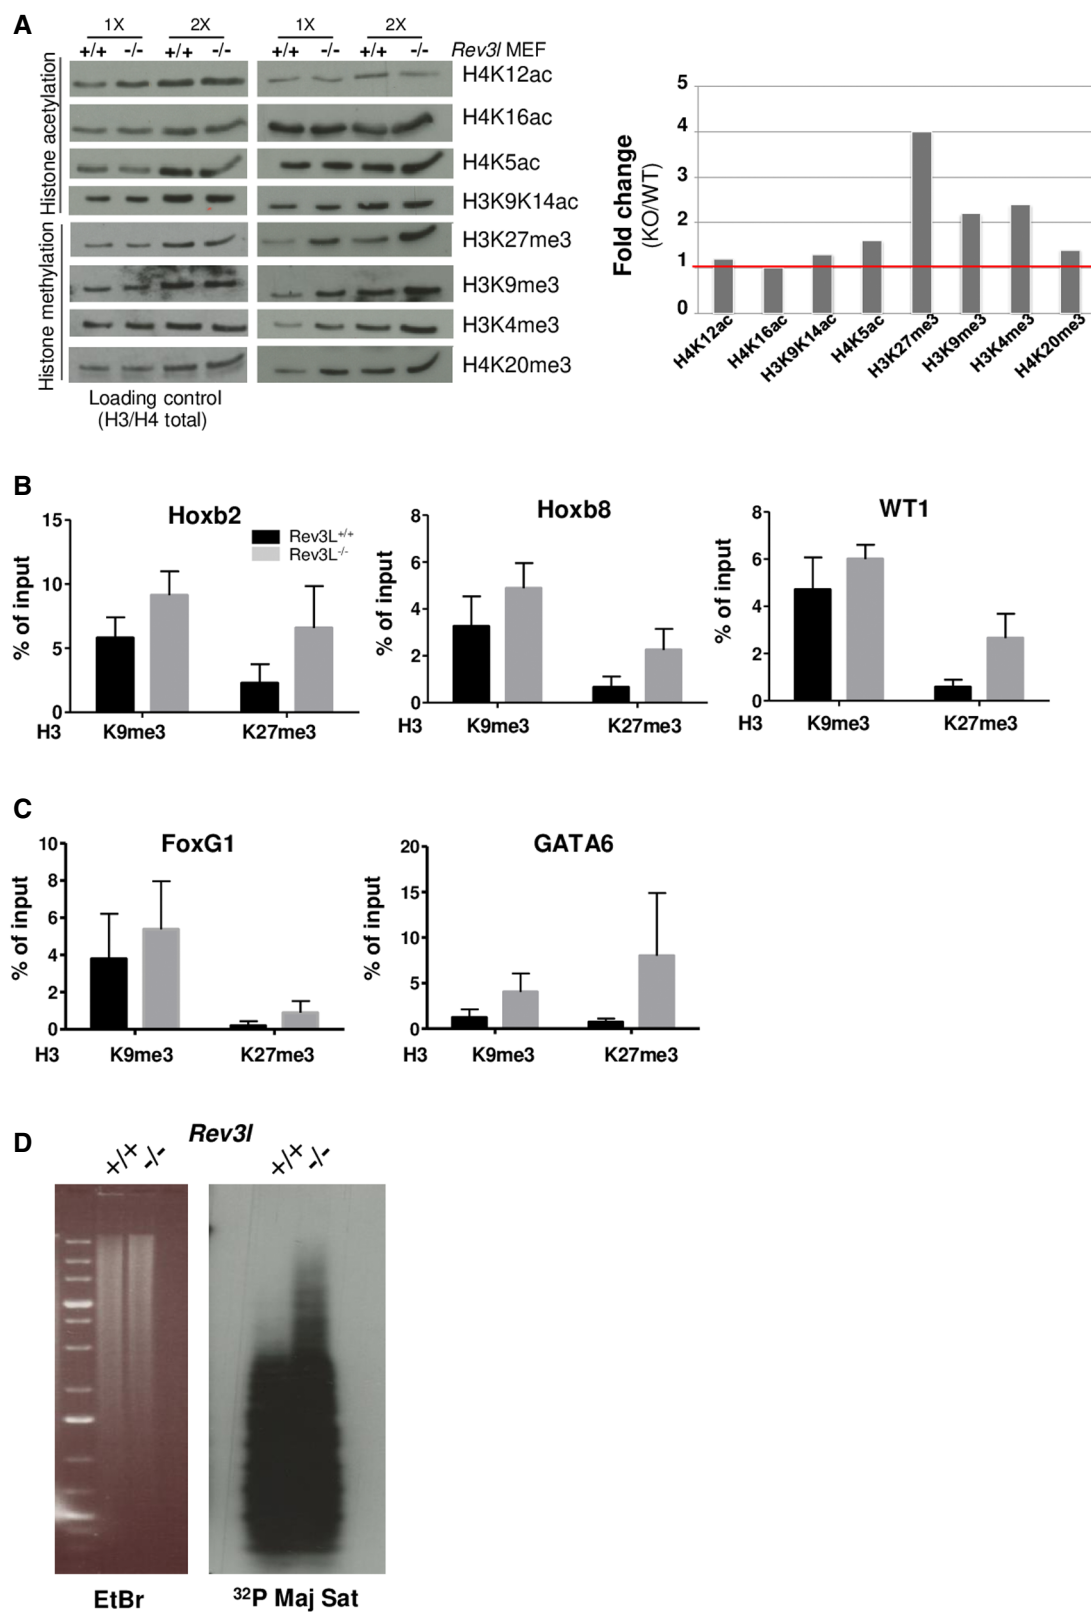 A
1X 2X 1X 2X
+/+ -/- +/+ -/- +/+ -/- +/+ -/- Rev3l MEF
Histone acetylation
H4K12ac
H4K16ac
H4K5ac
H3K9K14ac
Histone methylation
H3K27me3
H3K9me3
H3K4me3
H4K20me3
Loading control
(H3/H4 total)
Fold change
(KO/WT)
5
4
3
2
1
0
H4K12ac H4K16ac H3K9K14ac H4K5ac H3K27me3 H3K9me3 H3K4me3 H4K20me3
B
Hoxb2
Rev3L+/+
Rev3L-/-
% of input
15
10
5
0
H3 K9me3 K27me3
Hoxb8
% of input
8
6
4
2
0
H3 K9me3 K27me3
WT1
% of input
8
6
4
2
0
H3 K9me3 K27me3
C
FoxG1
% of input
10
8
6
4
2
0
H3 K9me3 K27me3
GATA6
% of input
20
15
10
5
0
H3 K9me3 K27me3
D
Rev3l
+/+ -/- +/+ -/-
EtBr 32P Maj Sat